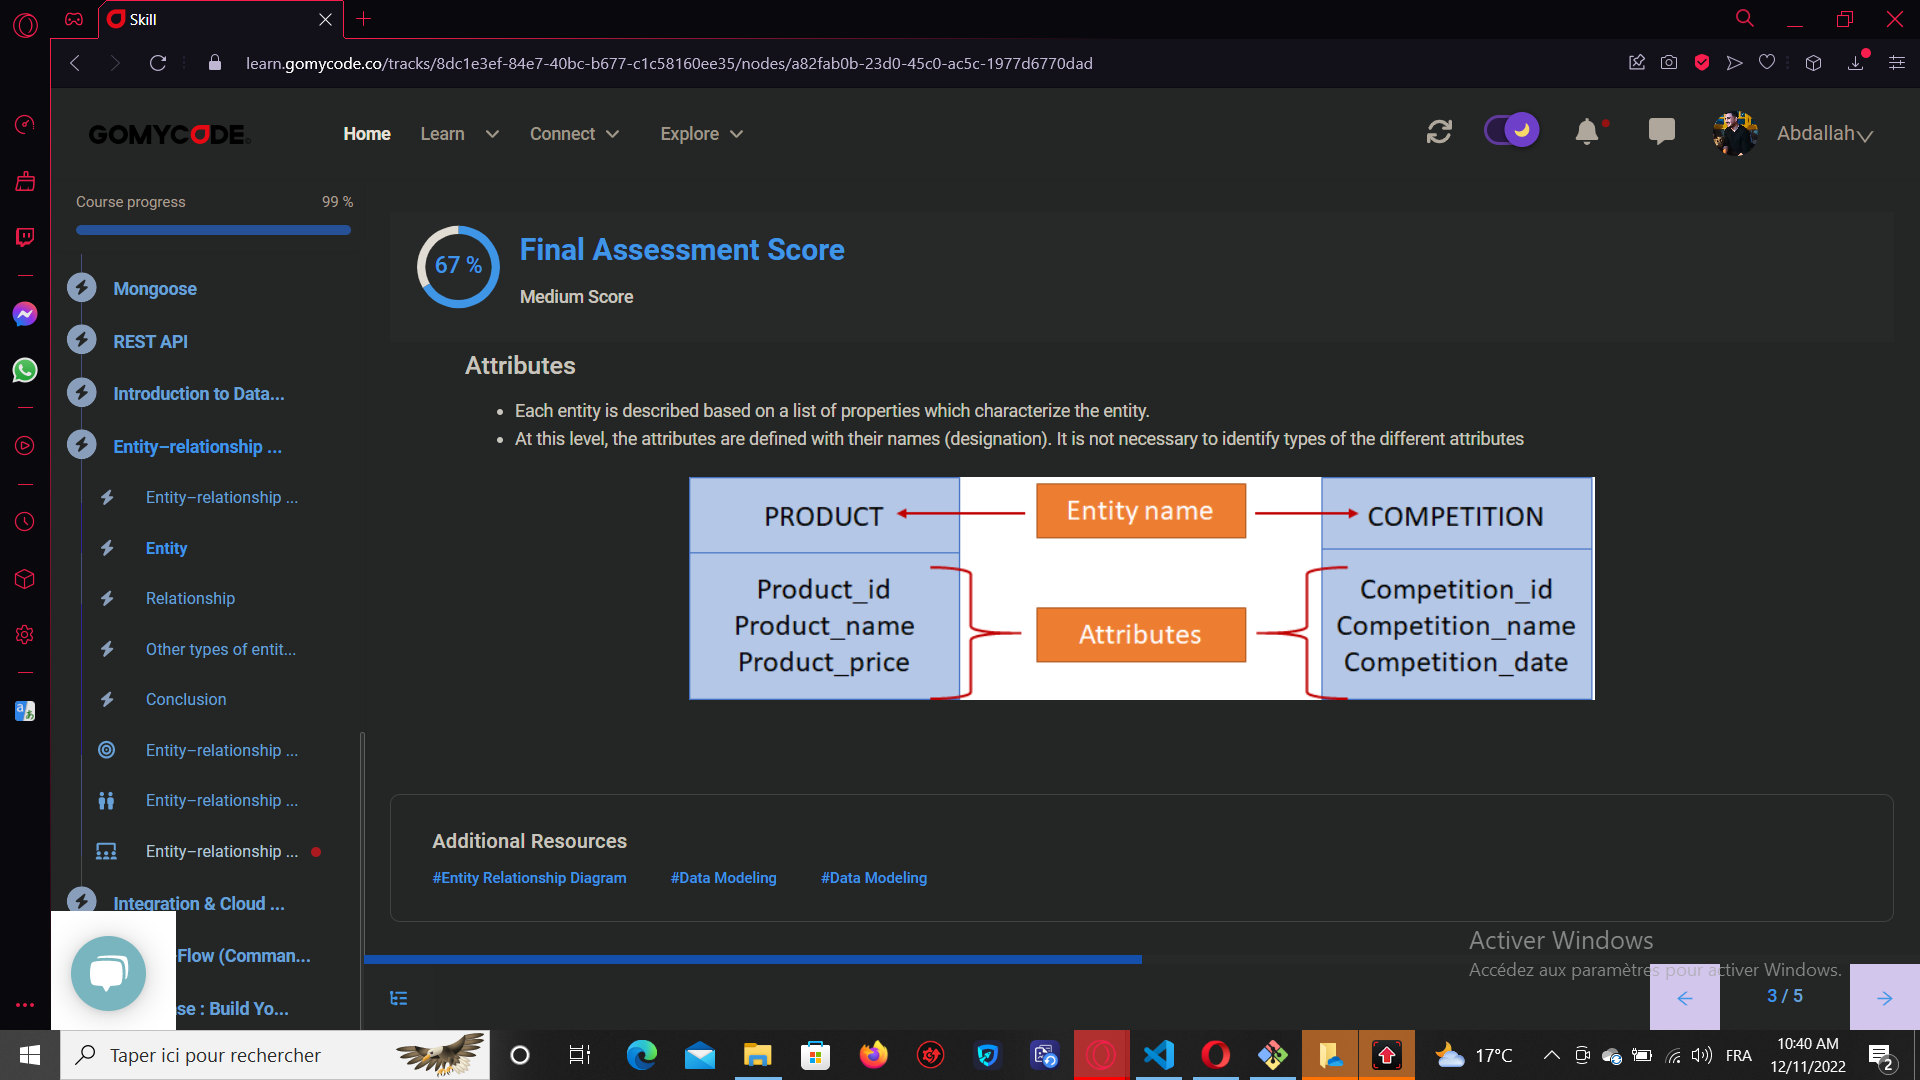 Skill
learn.gomycode.co/tracks/8dc1e3ef-84e7-40bc-b677-c1c58160ee35/nodes/a82fab0b-23d0-45c0-ac5c-1977d6770dad
GOMYCODE
Home
Learn
Connect
Explore
Abdallah
Course progress
99 %
Mongoose
REST API
Introduction to Data...
Entity–relationship ...
Entity–relationship ...
Entity
Relationship
Other types of entit...
Conclusion
Entity–relationship ...
Entity–relationship ...
Entity–relationship ...
Integration & Cloud ...
Flow (Comman...
se : Build Yo...
67 %
Final Assessment Score
Medium Score
Attributes
Each entity is described based on a list of properties which characterize the entity.
At this level, the attributes are defined with their names (designation). It is not necessary to identify types of the different attributes
PRODUCT
Entity name
COMPETITION
Product_id
Product_name
Product_price
Attributes
Competition_id
Competition_name
Competition_date
Additional Resources
#Entity Relationship Diagram
#Data Modeling
#Data Modeling
Activer Windows
Accédez aux paramètres pour activer Windows.
3 / 5
Taper ici pour rechercher
17°C
FRA
10:40 AM
12/11/2022
2